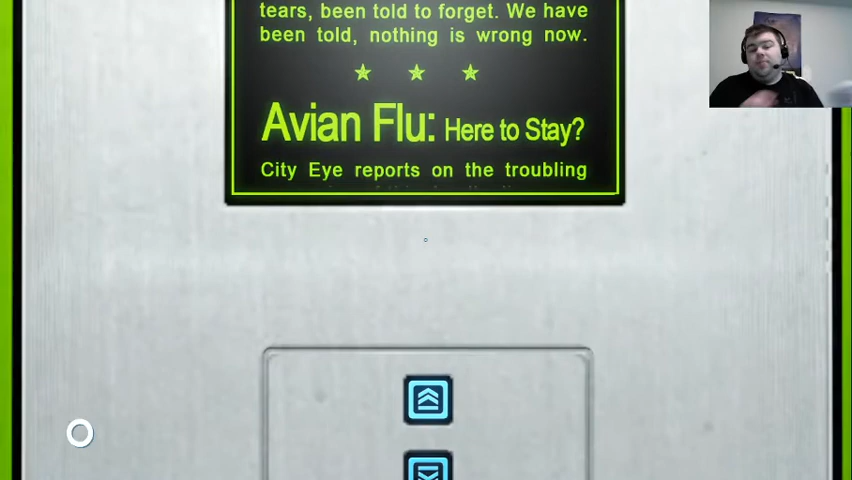 tears, been told to forget. We have
been told, nothing is wrong now.
Avian Flu: Here to Stay?
City Eye reports on the troubling